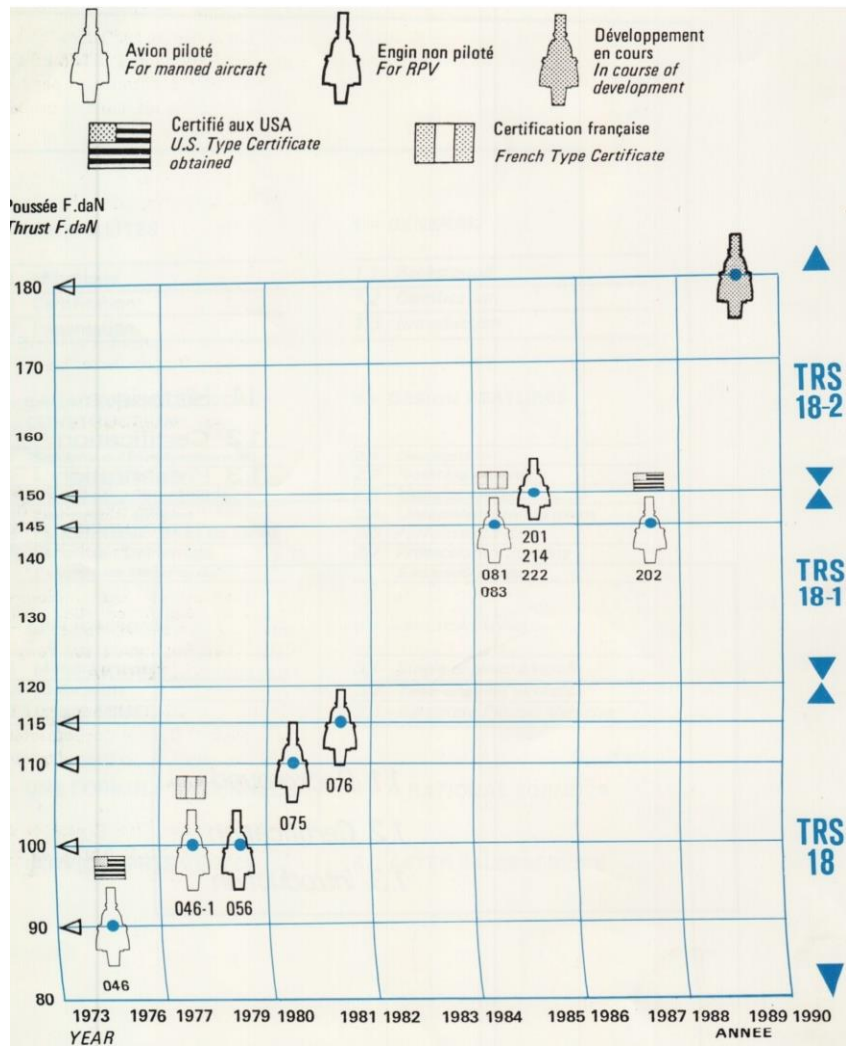 Avion piloté
For manned aircraft
Engin non piloté
For RPV
Développement
en cours
In course of
development
Certifié aux USA
U.S. Type Certificate
obtained
Certification française
French Type Certificate
Poussée F.daN
Thrust F.daN
180
170
TRS
18-2
160
150
145
201
214
222
140
081
083
202
TRS
18-1
130
120
115
110
076
075
100
TRS
18
046-1 056
90
046
80
1973 1976 1977 1979 1980 1981 1982 1983 1984 1985 1986 1987 1988 1989 1990
YEAR
ANNEE